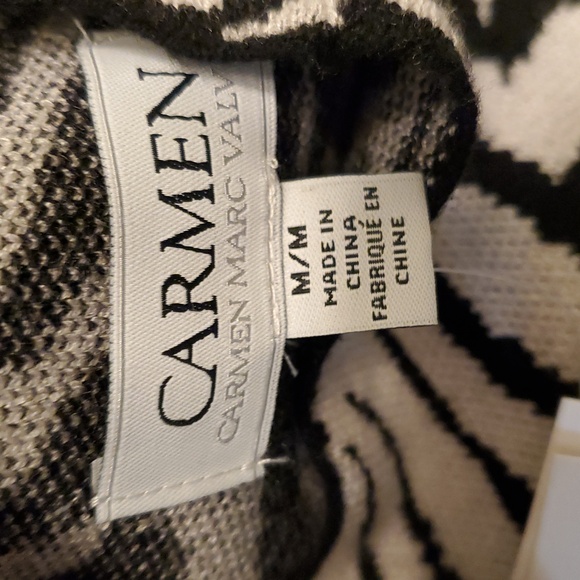 CARMEN
CARMEN MARC VALV
M/M
MADE IN
CHINA
FABRIQUÉ EN
CHINE